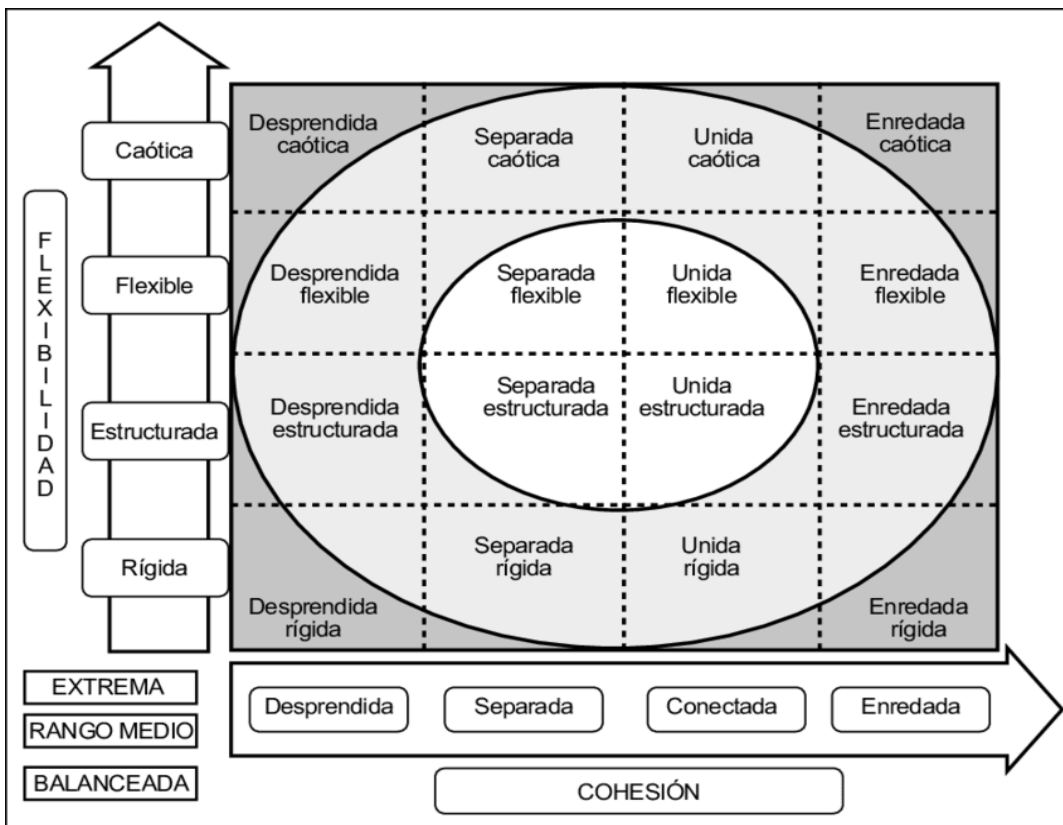 FLEXIBILIDAD
Caótica
Flexible
Estructurada
Rígida
Desprendida
caótica
Separada
caótica
Unida
caótica
Enredada
caótica
Desprendida
flexible
Separada
flexible
Unida
flexible
Enredada
flexible
Desprendida
estructurada
Separada
estructurada
Unida
estructurada
Enredada
estructurada
Desprendida
rígida
Separada
rígida
Unida
rígida
Enredada
rígida
EXTREMA
RANGO MEDIO
BALANCEADA
Desprendida
Separada
Conectada
Enredada
COHESIÓN